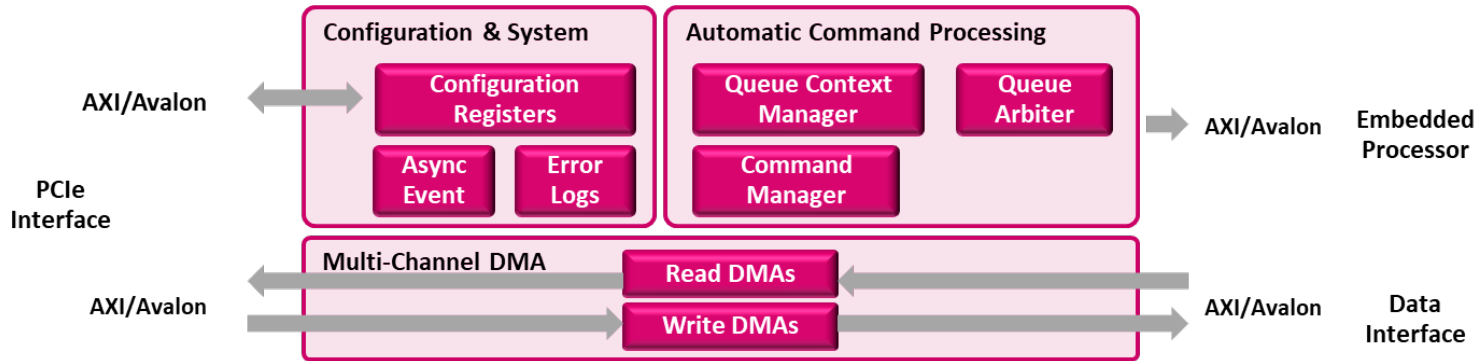 Configuration & System
Automatic Command Processing
AXI/Avalon
Configuration
Registers
Queue Context
Manager
Queue
Arbiter
AXI/Avalon
Embedded
Processor
Async
Event
Error
Logs
Command
Manager
PCIe
Interface
Multi-Channel DMA
Read DMAs
AXI/Avalon
Write DMAs
AXI/Avalon
Data
Interface